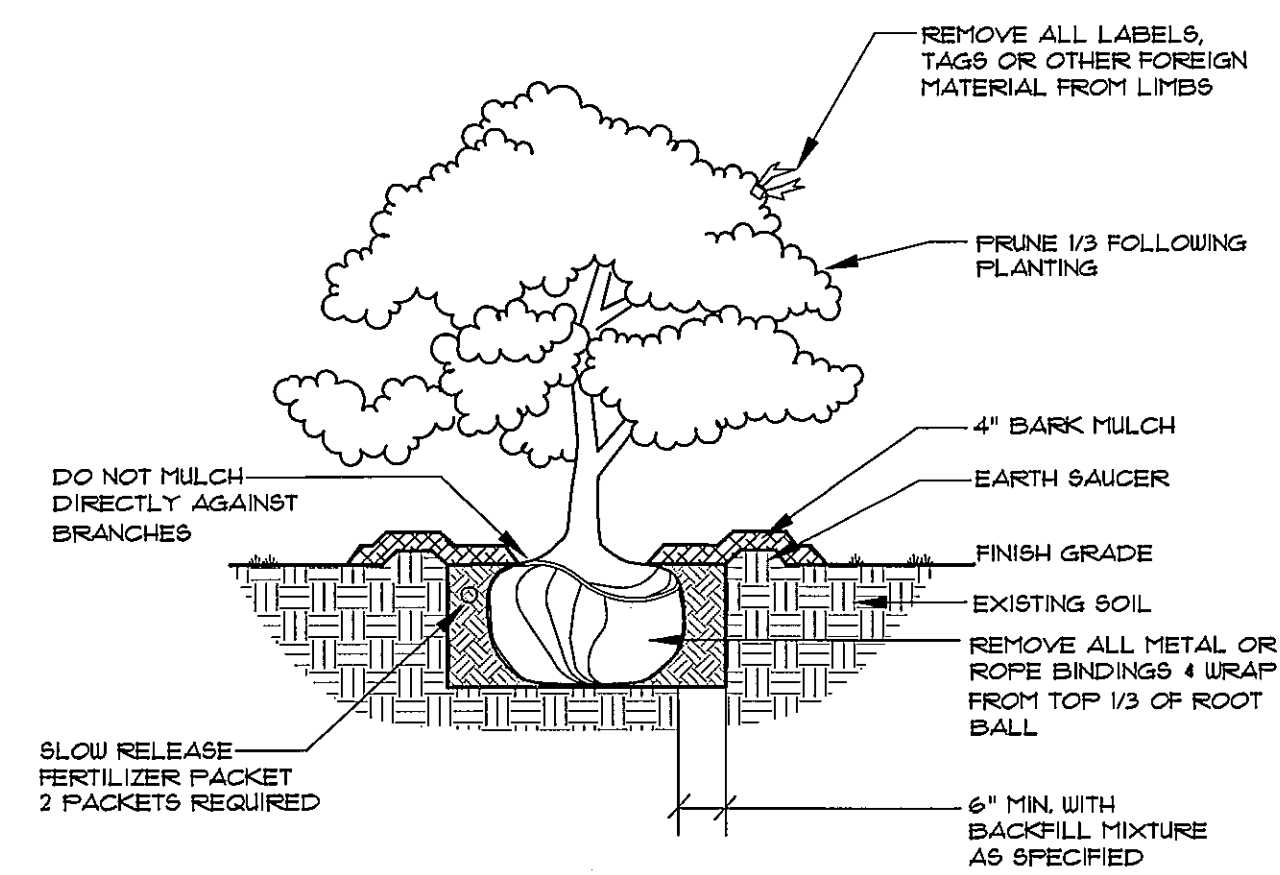 REMOVE ALL LABELS,
TAGS OR OTHER FOREIGN
MATERIAL FROM LIMBS
PRUNE 1/3 FOLLOWING
PLANTING
4" BARK MULCH
DO NOT MULCH
DIRECTLY AGAINST
BRANCHES
EARTH SAUCER
FINISH GRADE
EXISTING SOIL
REMOVE ALL METAL OR
ROPE BINDINGS & WRAP
FROM TOP 1/3 OF ROOT
BALL
SLOW RELEASE
FERTILIZER PACKET
2 PACKETS REQUIRED
6" MIN. WITH
BACKFILL MIXTURE
AS SPECIFIED